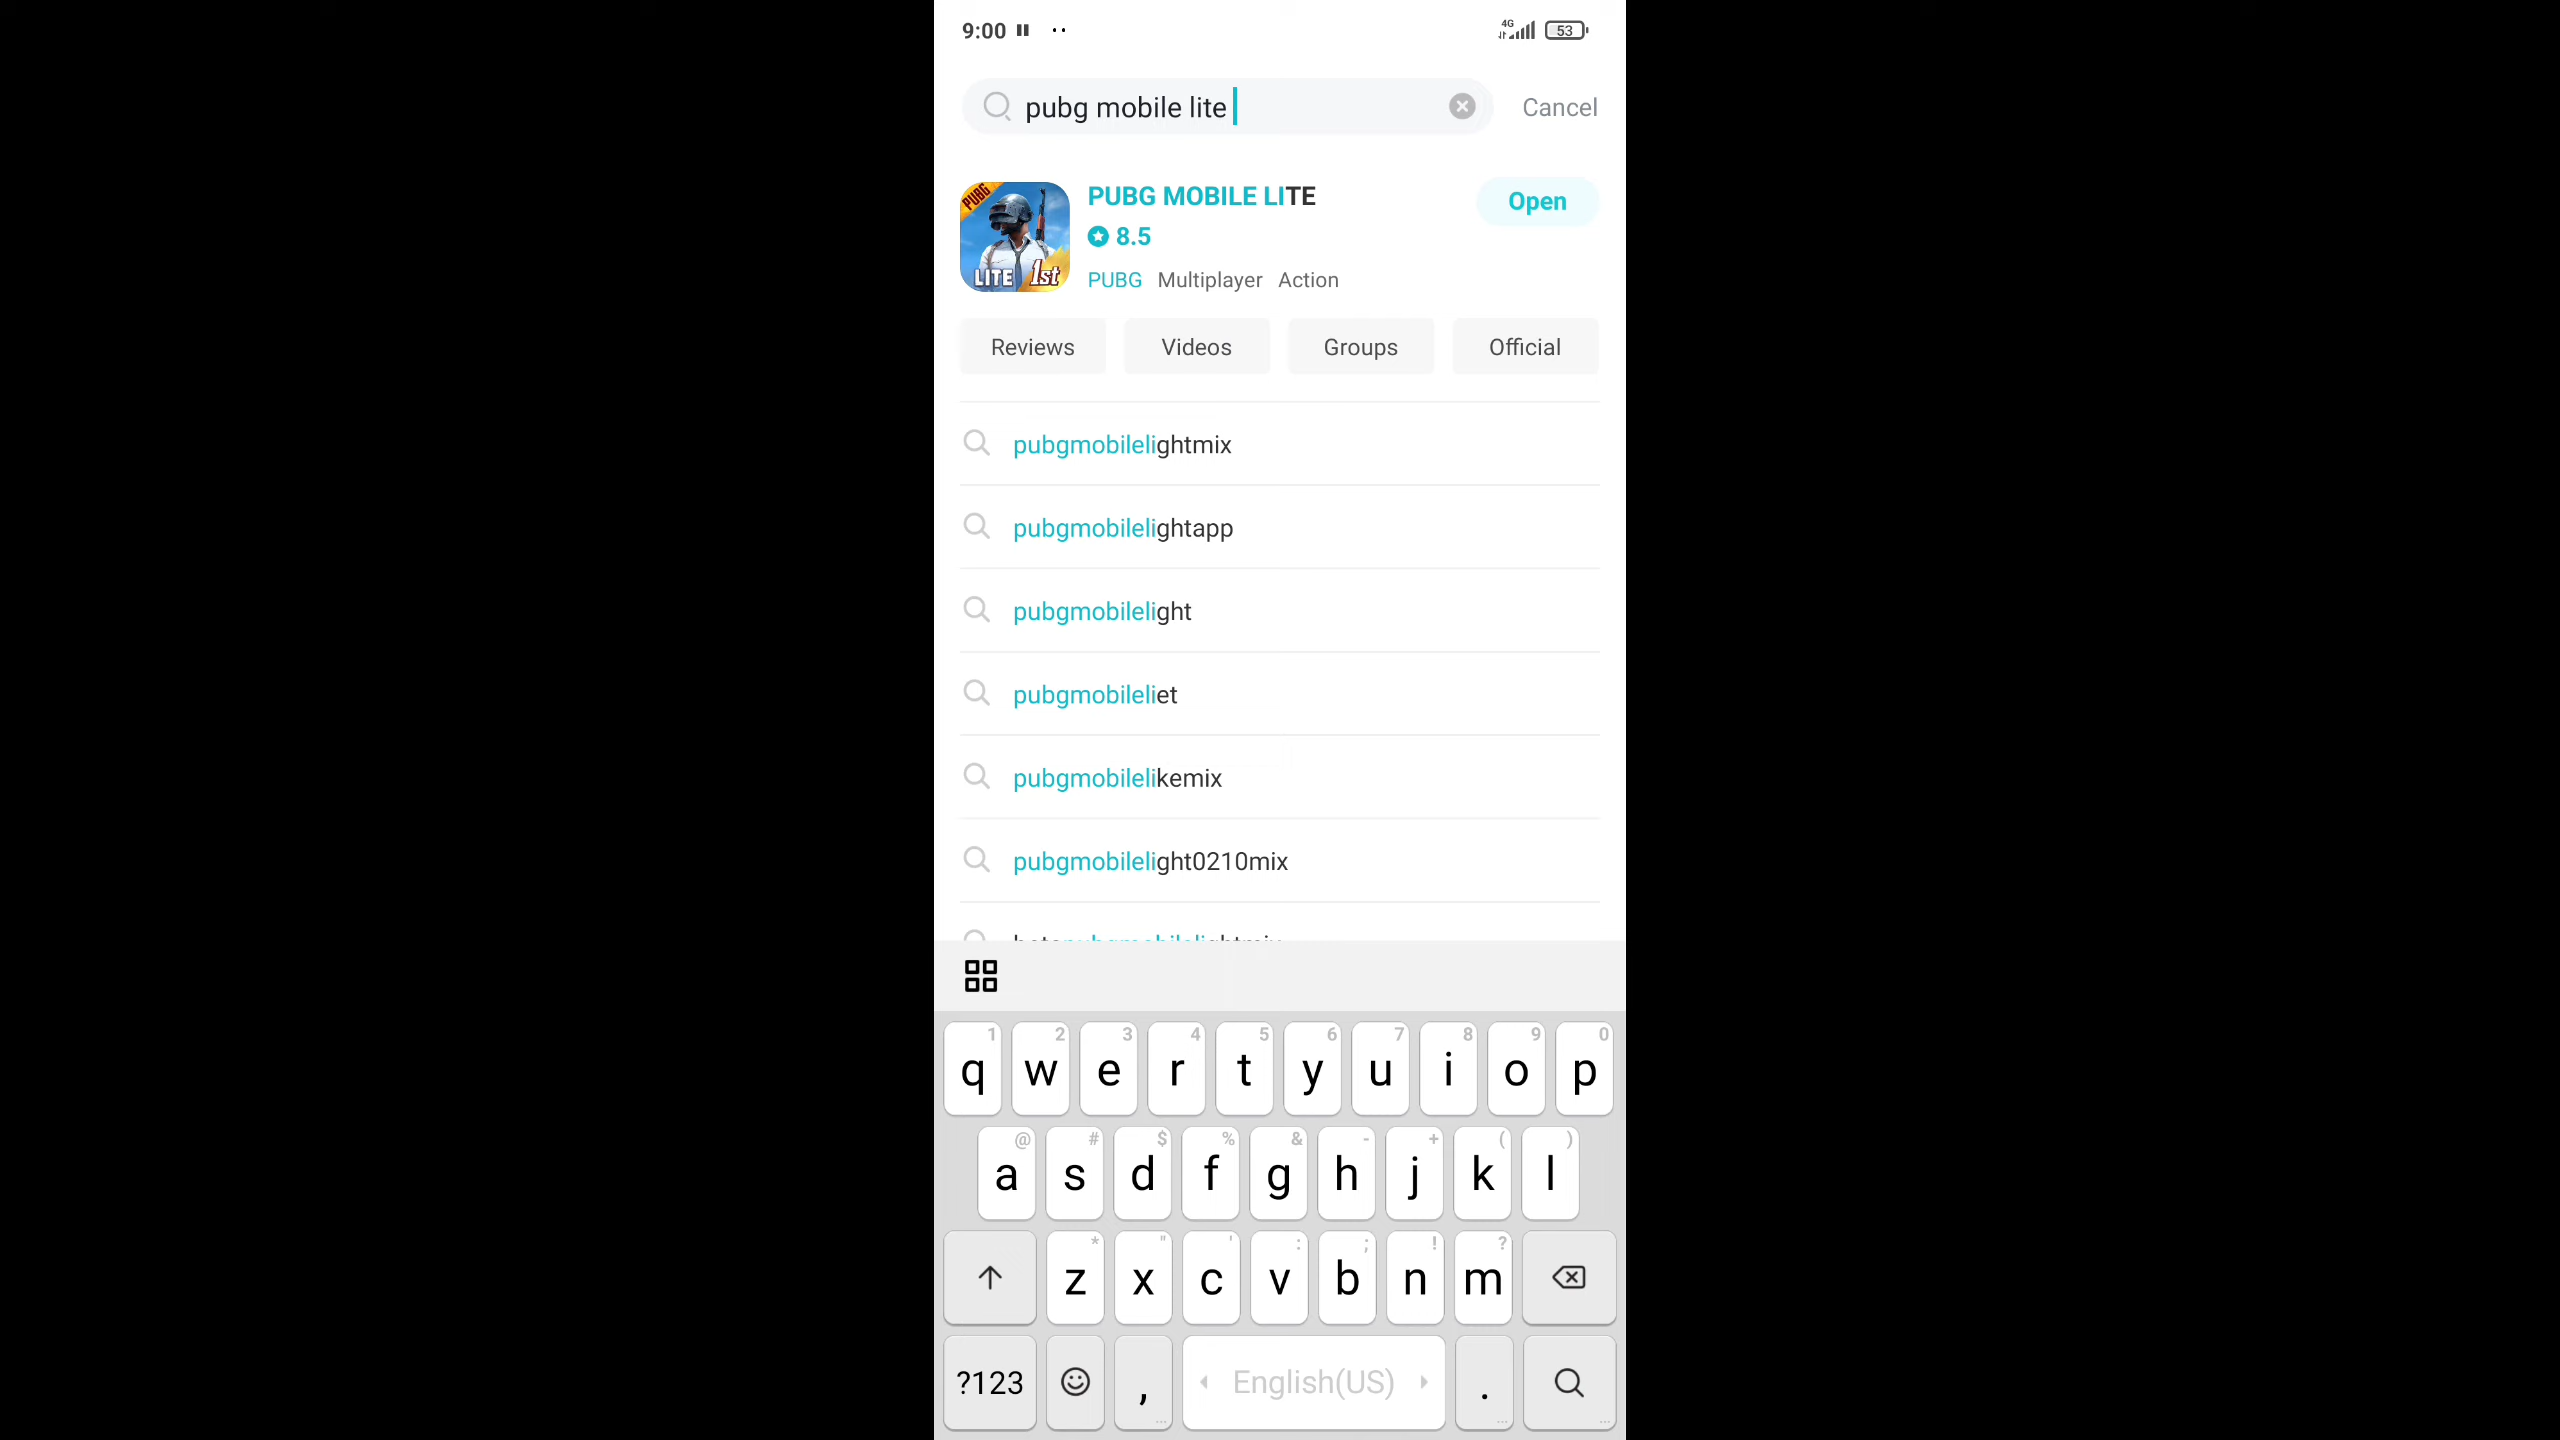 9:00
4G
53
pubg mobile lite
Cancel
PUBG
LITE 1st
PUBG MOBILE LITE
Open
8.5
PUBG Multiplayer Action
Reviews Videos Groups Official
pubgmobilelightmix
pubgmobilelightapp
pubgmobilelight
pubgmobileliet
pubgmobilelikemix
pubgmobilelight0210mix
1 2 3 4 5 6 7 8 9 0
q w e r t y u i o p
@ # $ % & - + ( )
a s d f g h j k l
* " ' : ; ! ?
z x c v b n m
?123 , English(US) .